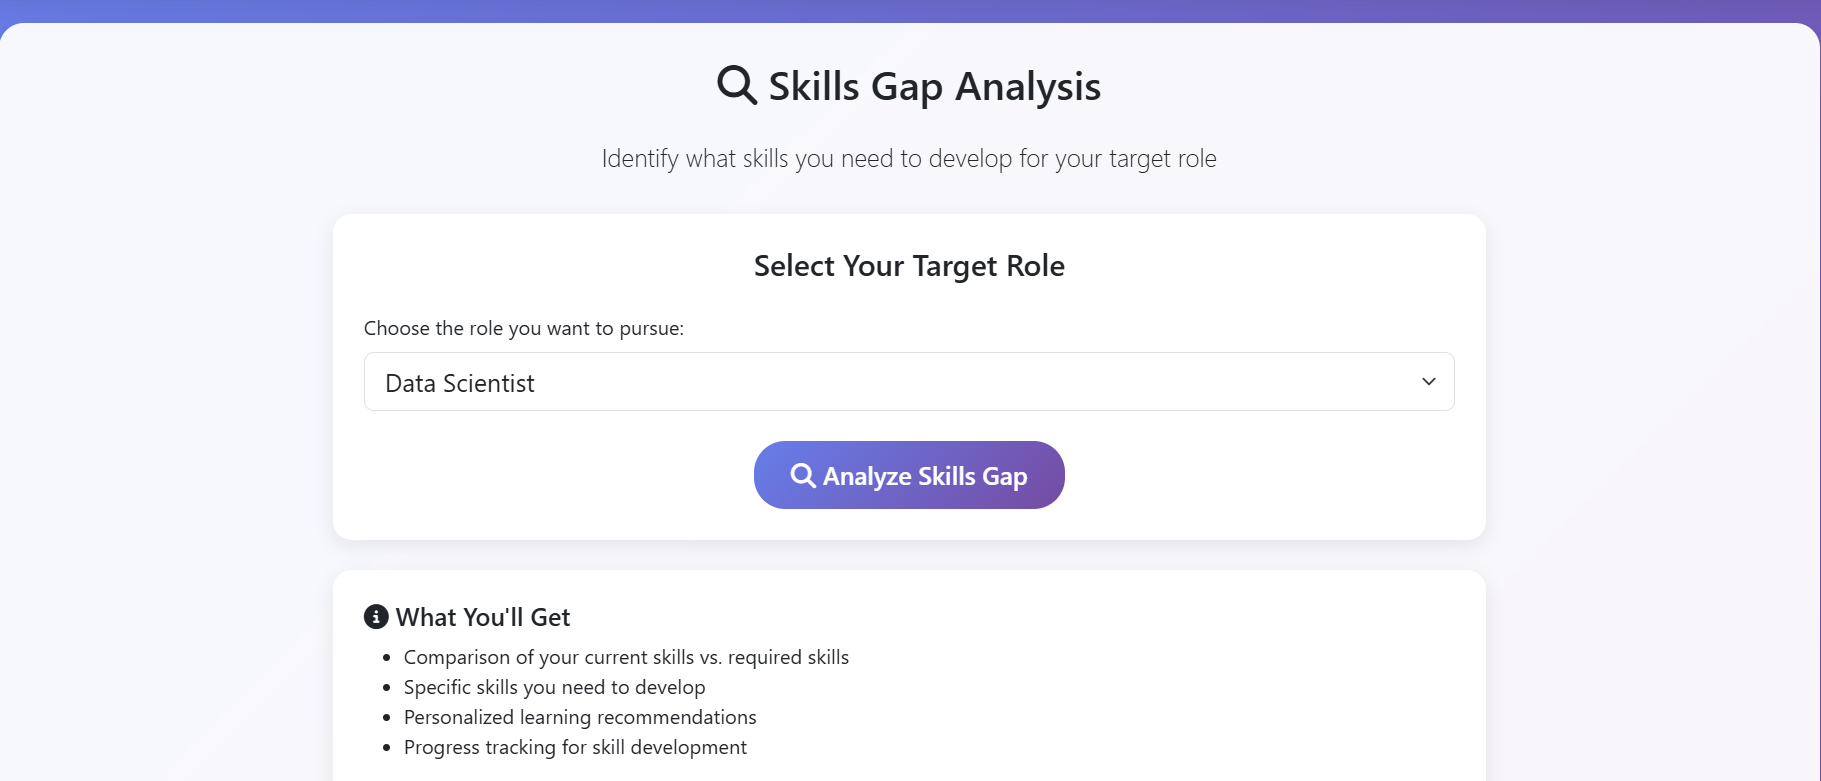 Skills Gap Analysis
Identify what skills you need to develop for your target role
Select Your Target Role
Choose the role you want to pursue:
Data Scientist
Analyze Skills Gap
What You'll Get
Comparison of your current skills vs. required skills
Specific skills you need to develop
Personalized learning recommendations
Progress tracking for skill development